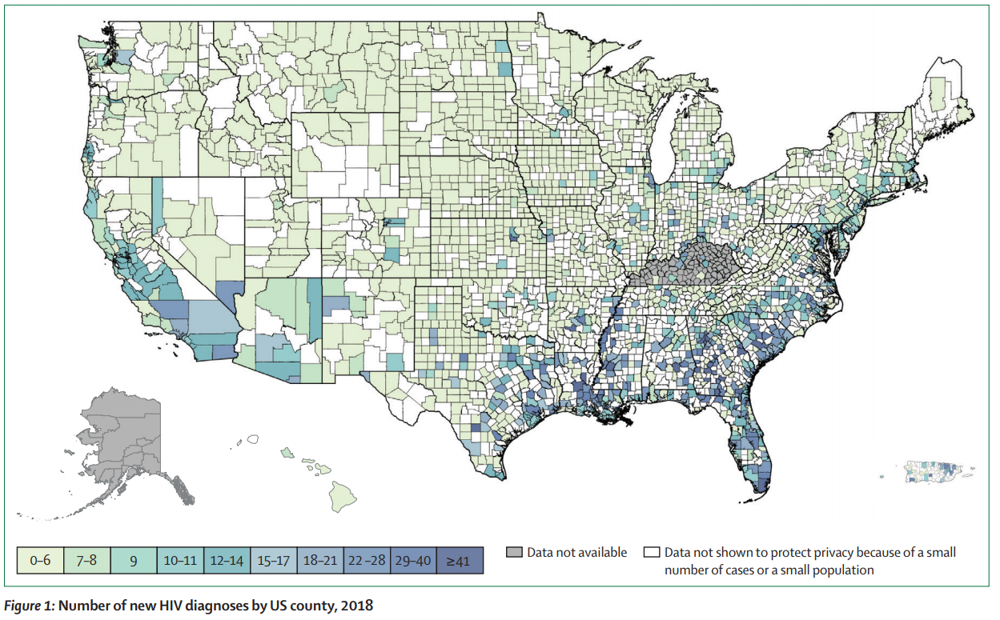 0–6 7–8 9 10–11 12–14 15–17 18–21 22–28 29–40 ≥41
Data not available
Data not shown to protect privacy because of a small
number of cases or a small population
Figure 1: Number of new HIV diagnoses by US county, 2018